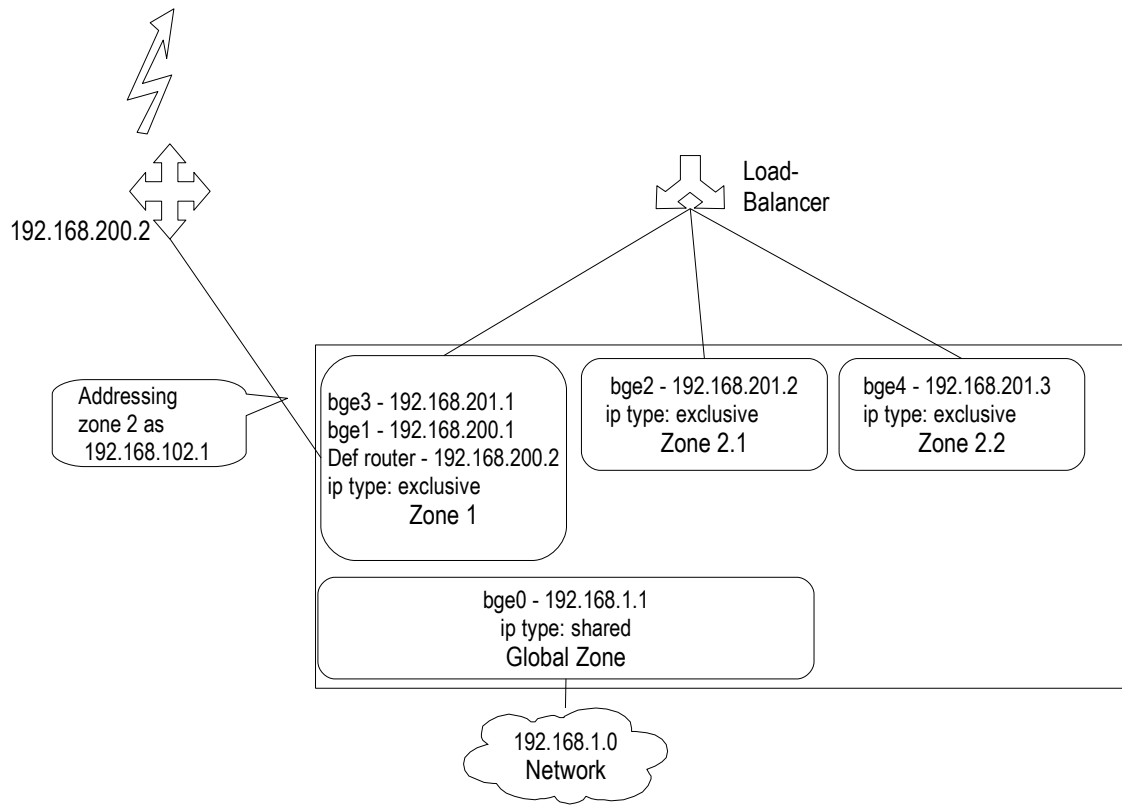 Load-
Balancer
192.168.200.2
Addressing
zone 2 as
192.168.102.1
bge3 - 192.168.201.1
bge1 - 192.168.200.1
Def router - 192.168.200.2
ip type: exclusive
Zone 1
bge2 - 192.168.201.2
ip type: exclusive
Zone 2.1
bge4 - 192.168.201.3
ip type: exclusive
Zone 2.2
bge0 - 192.168.1.1
ip type: shared
Global Zone
192.168.1.0
Network